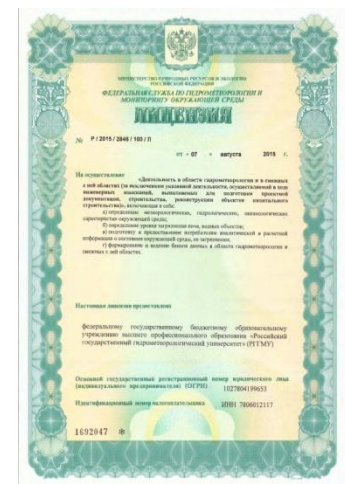 МИНИСТЕРСТВО ПРИРОДНЫХ РЕСУРСОВ И ЭКОЛОГИИ
РОССИЙСКОЙ ФЕДЕРАЦИИ
ФЕДЕРАЛЬНАЯ СЛУЖБА ПО ГИДРОМЕТЕОРОЛОГИИ И
МОНИТОРИНГУ ОКРУЖАЮЩЕЙ СРЕДЫ
ЛИЦЕНЗИЯ
№ Р / 2015 / 2846 / 100 / Л
от « 07 » августа 2015 г.
На осуществление
«Деятельность в области гидрометеорологии и в смежных
с ней областях (за исключением указанной деятельности, осуществляемой в ходе
инженерных изысканий, выполняемых для подготовки проектной
документации, строительства, реконструкции объектов капитального
строительства)», включающая в себя:
а) определение метеорологических, гидрологических, океанологических
характеристик окружающей среды;
б) определение уровня загрязнения почв, водных объектов;
в) подготовку и предоставление потребителям аналитической и расчетной
информации о состоянии окружающей среды, ее загрязнении;
г) формирование и ведение банков данных в области гидрометеорологии и
смежных с ней областях.
Настоящая лицензия предоставлена
федеральному государственному бюджетному образовательному
учреждению высшего профессионального образования «Российский
государственный гидрометеорологический университет» (РГГМУ)
Основной государственный регистрационный номер юридического лица
(индивидуального предпринимателя) (ОГРН) 1027804199653
Идентификационный номер налогоплательщика ИНН 7806012117
1692047 *